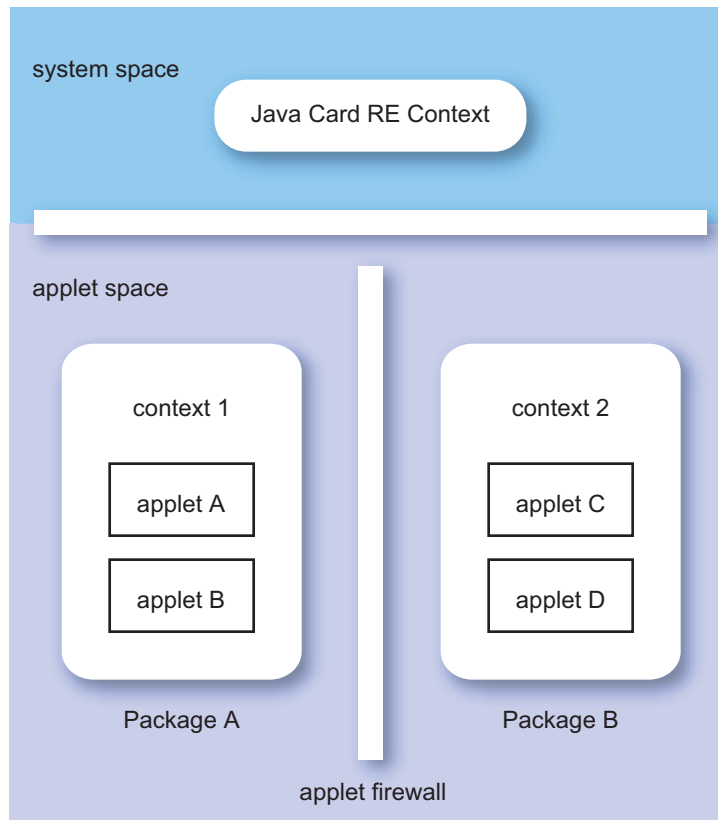 system space
Java Card RE Context
applet space
context 1
applet A
applet B
Package A
context 2
applet C
applet D
Package B
applet firewall